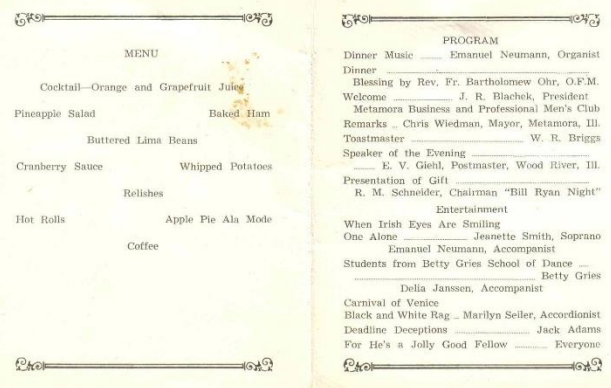 MENU
Cocktail—Orange and Grapefruit Juice
Pineapple Salad Baked Ham
Buttered Lima Beans
Cranberry Sauce Whipped Potatoes
Relishes
Hot Rolls Apple Pie Ala Mode
Coffee
PROGRAM
Dinner Music ........ Emanuel Neumann, Organist
Dinner ........
Blessing by Rev. Fr. Bartholomew Ohr, O.F.M.
Welcome ........ J. R. Blachek, President
Metamora Business and Professional Men's Club
Remarks .. Chris Wiedman, Mayor, Metamora, Ill.
Toastmaster ........ W. R. Briggs
Speaker of the Evening ........
........ E. V. Giehl, Postmaster, Wood River, Ill.
Presentation of Gift ........
R. M. Schneider, Chairman "Bill Ryan Night"
Entertainment
When Irish Eyes Are Smiling
One Alone ........ Jeanette Smith, Soprano
Emanuel Neumann, Accompanist
Students from Betty Gries School of Dance ....
........ Betty Gries
Delia Janssen, Accompanist
Carnival of Venice
Black and White Rag .. Marilyn Seiler, Accordionist
Deadline Deceptions ........ Jack Adams
For He's a Jolly Good Fellow ........ Everyone